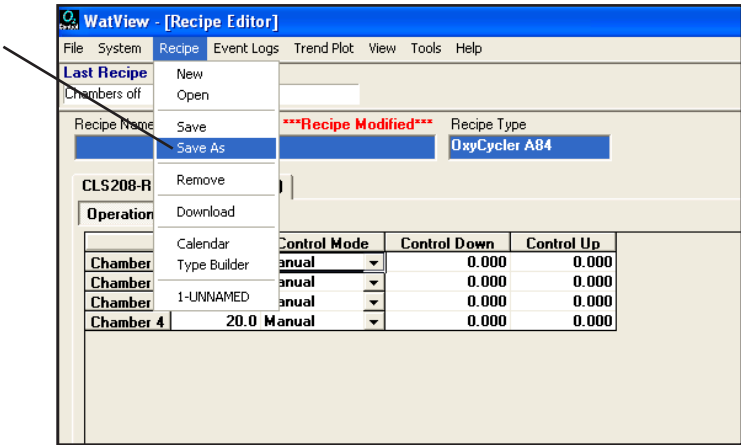 WatView - [Recipe Editor]
File System Recipe Event Logs Trend Plot View Tools Help
Last Recipe
Chambers off
New
Open
Save
Save As
Remove
Download
Calendar
Type Builder
1-UNNAMED
Recipe Name ***Recipe Modified*** Recipe Type
OxyCycler A84
CLS208-R
Operation
Control Mode Control Down Control Up
Chamber anual 0.000 0.000
Chamber anual 0.000 0.000
Chamber anual 0.000 0.000
Chamber 4 20.0 Manual 0.000 0.000